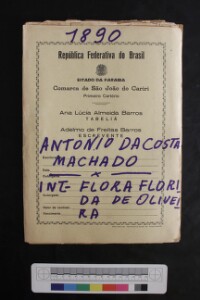 1890
República Federativa do Brasil
ESTADO DA PARAÍBA
Comarca de São João do Cariri
Primeiro Cartório
Ana Lúcia Almeida Barros
TABELIÃ
Adelmo de Freitas Barros
ESCREVENTE
ANTONIO DA COSTA
MACHADO
x
INT- FLORA FLORI
DA DE OLIVEI
RA